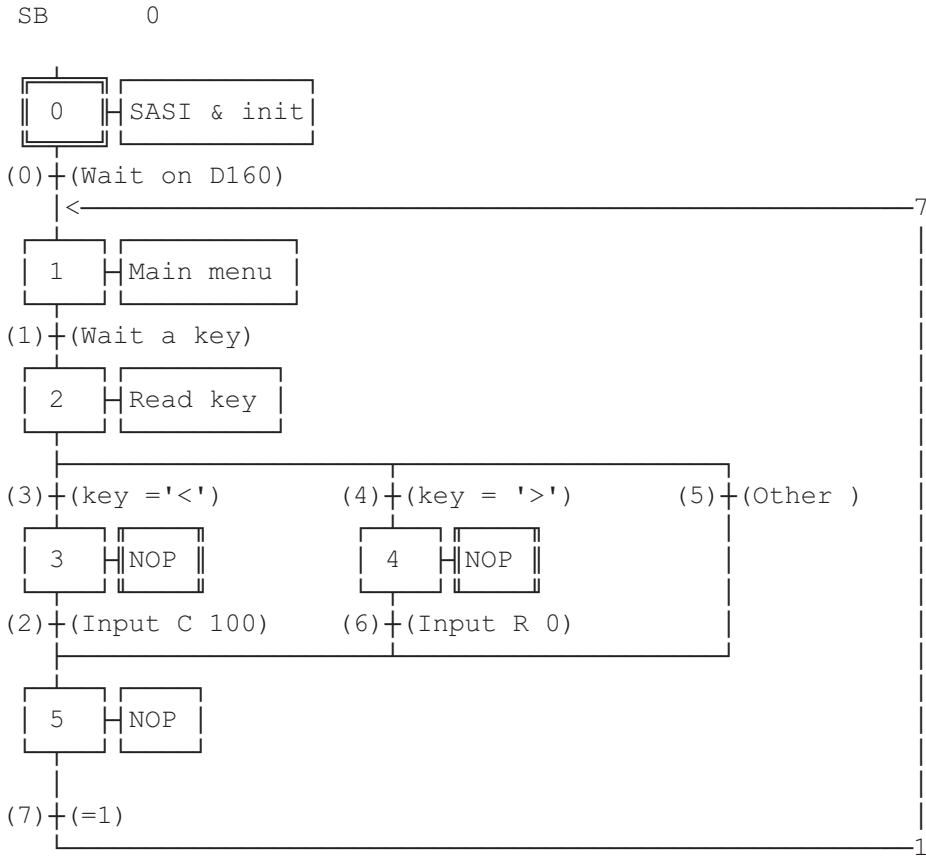 SB 0
0 SASI & init
(0) (Wait on D160)
< 7
1 Main menu
(1) (Wait a key)
2 Read key
(3) (key ='<') (4) (key = '>') (5) (Other )
3 NOP 4 NOP
(2) (Input C 100) (6) (Input R 0)
5 NOP
(7) (=1)
1